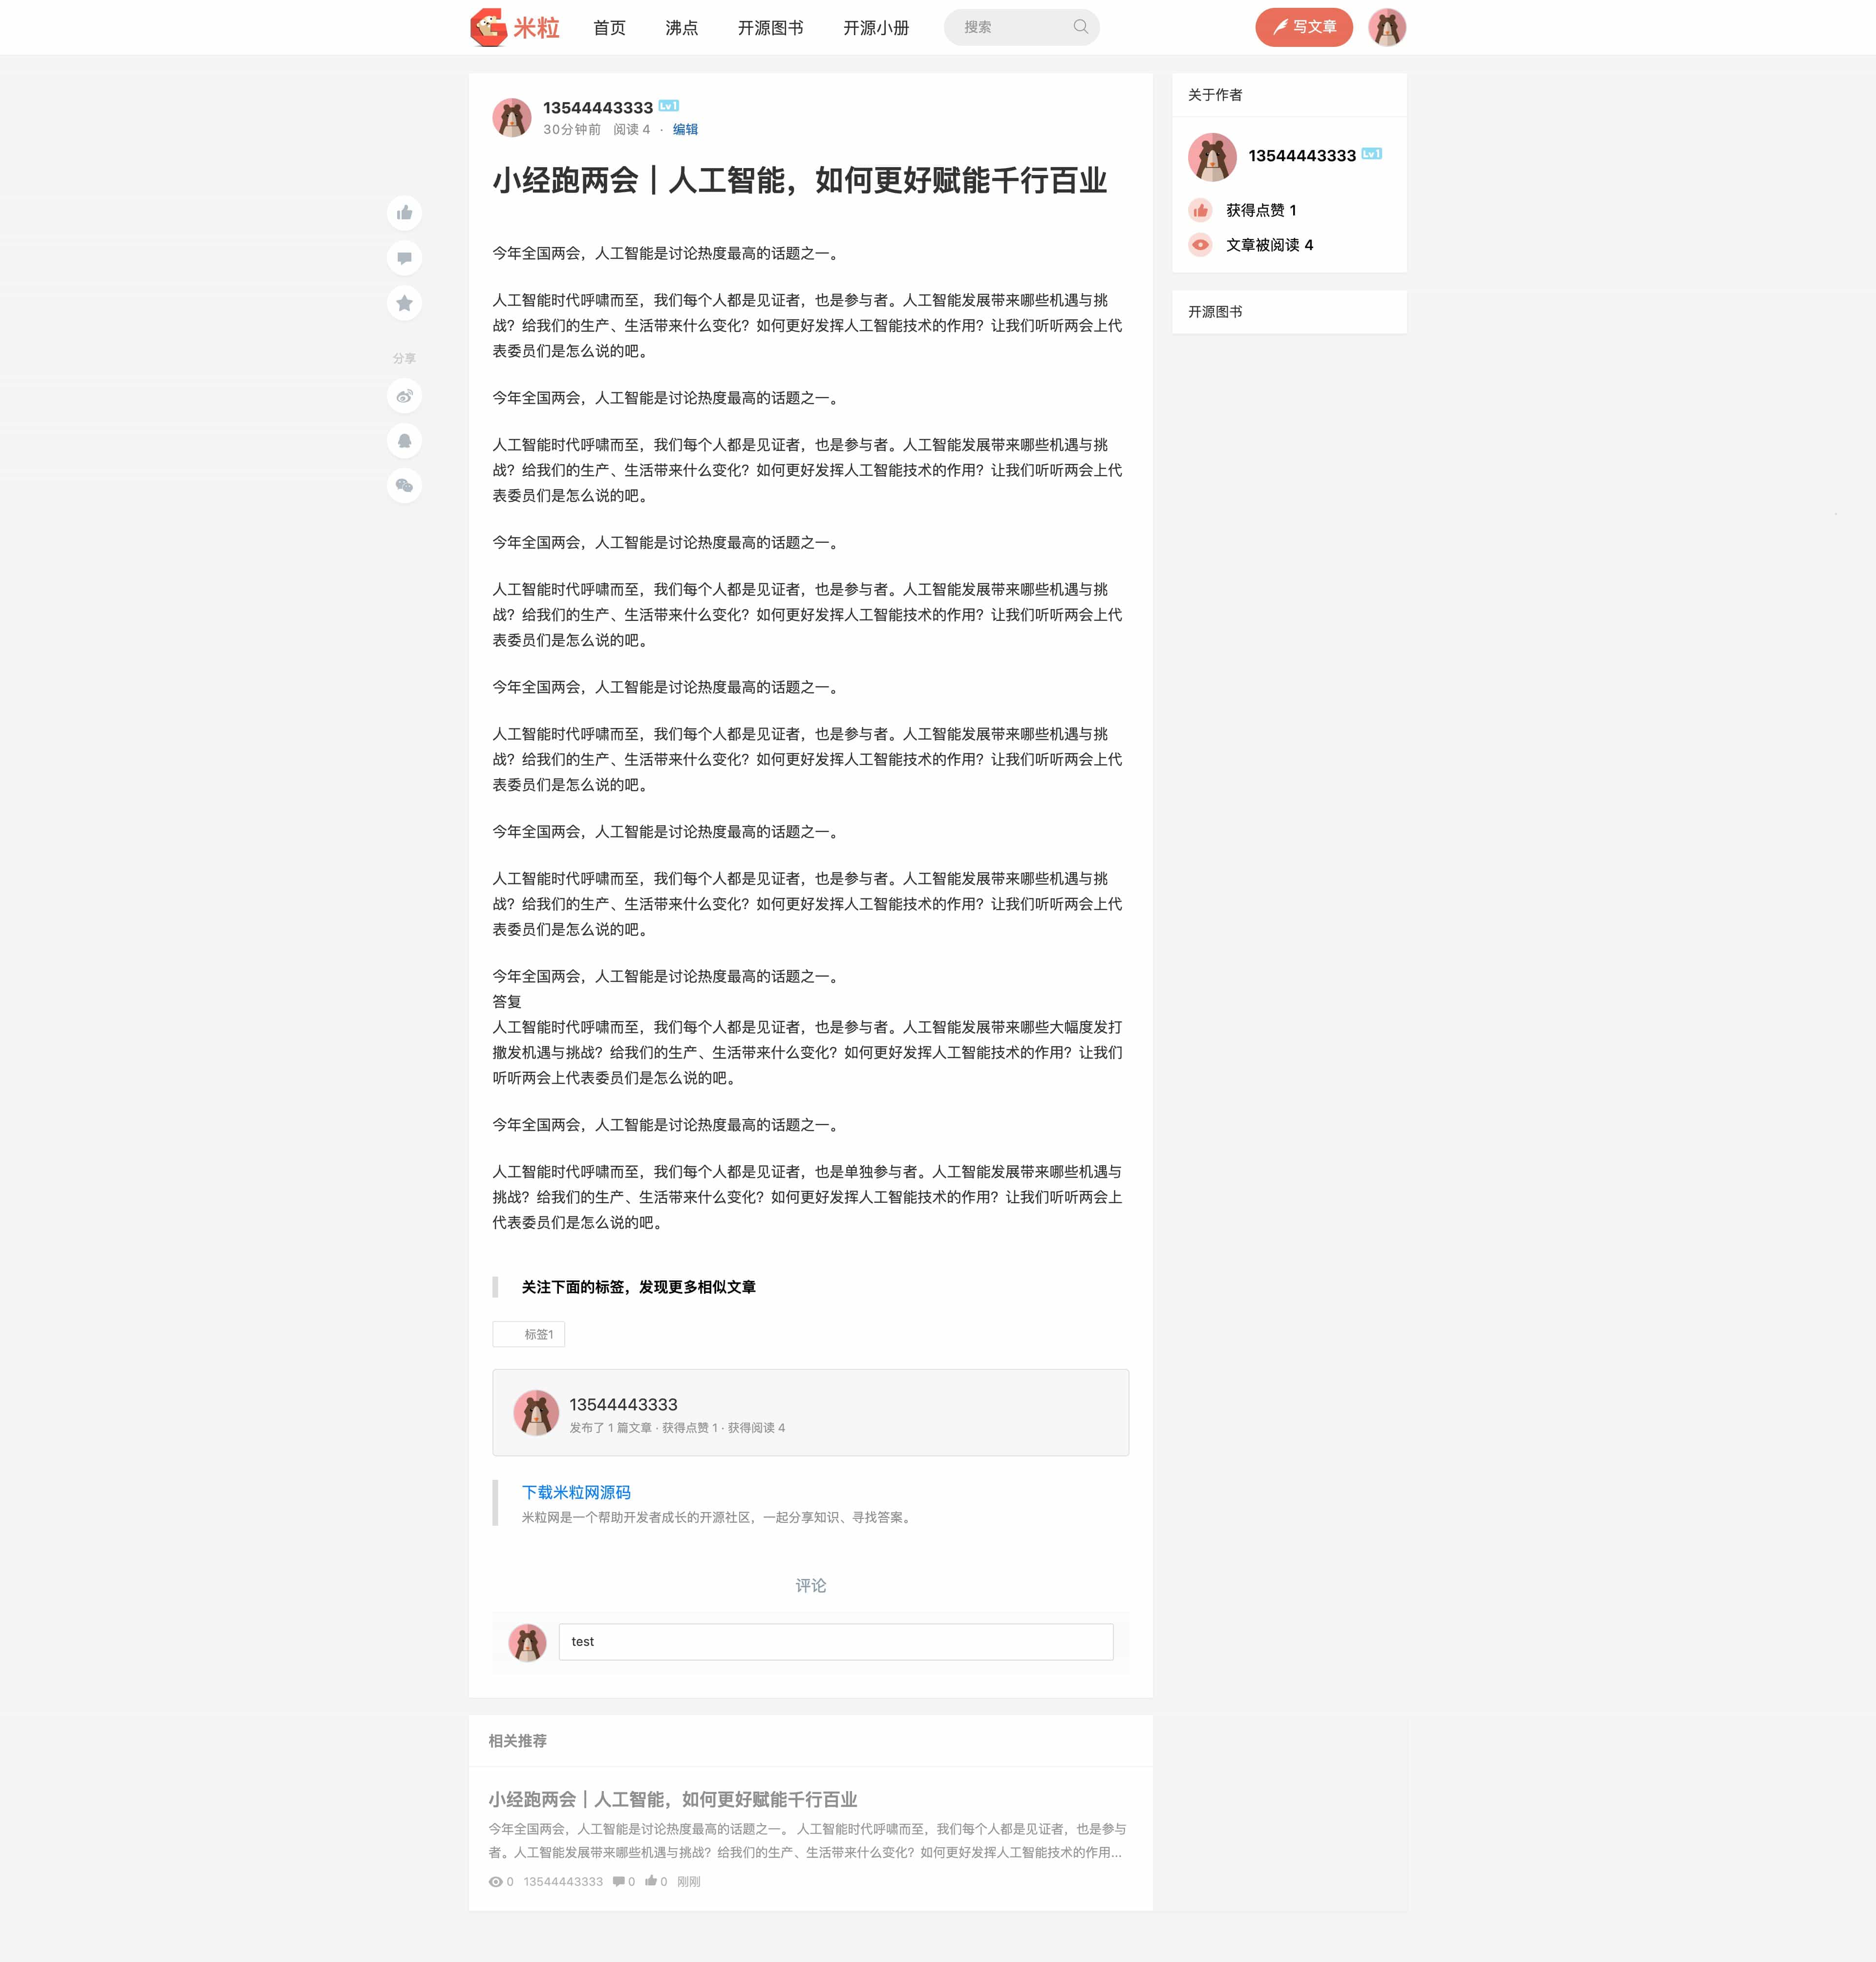 米粒 首页 沸点 开源图书 开源小册 搜索 写文章
13544443333 Lv1
30分钟前 阅读 4 · 编辑
小经跑两会｜人工智能，如何更好赋能千行百业
今年全国两会，人工智能是讨论热度最高的话题之一。
人工智能时代呼啸而至，我们每个人都是见证者，也是参与者。人工智能发展带来哪些机遇与挑
战？给我们的生产、生活带来什么变化？如何更好发挥人工智能技术的作用？让我们听听两会上代
表委员们是怎么说的吧。
今年全国两会，人工智能是讨论热度最高的话题之一。
人工智能时代呼啸而至，我们每个人都是见证者，也是参与者。人工智能发展带来哪些机遇与挑
战？给我们的生产、生活带来什么变化？如何更好发挥人工智能技术的作用？让我们听听两会上代
表委员们是怎么说的吧。
今年全国两会，人工智能是讨论热度最高的话题之一。
人工智能时代呼啸而至，我们每个人都是见证者，也是参与者。人工智能发展带来哪些机遇与挑
战？给我们的生产、生活带来什么变化？如何更好发挥人工智能技术的作用？让我们听听两会上代
表委员们是怎么说的吧。
今年全国两会，人工智能是讨论热度最高的话题之一。
人工智能时代呼啸而至，我们每个人都是见证者，也是参与者。人工智能发展带来哪些机遇与挑
战？给我们的生产、生活带来什么变化？如何更好发挥人工智能技术的作用？让我们听听两会上代
表委员们是怎么说的吧。
今年全国两会，人工智能是讨论热度最高的话题之一。
人工智能时代呼啸而至，我们每个人都是见证者，也是参与者。人工智能发展带来哪些机遇与挑
战？给我们的生产、生活带来什么变化？如何更好发挥人工智能技术的作用？让我们听听两会上代
表委员们是怎么说的吧。
今年全国两会，人工智能是讨论热度最高的话题之一。
答复
人工智能时代呼啸而至，我们每个人都是见证者，也是参与者。人工智能发展带来哪些大幅度发打
撒发机遇与挑战？给我们的生产、生活带来什么变化？如何更好发挥人工智能技术的作用？让我们
听听两会上代表委员们是怎么说的吧。
今年全国两会，人工智能是讨论热度最高的话题之一。
人工智能时代呼啸而至，我们每个人都是见证者，也是单独参与者。人工智能发展带来哪些机遇与
挑战？给我们的生产、生活带来什么变化？如何更好发挥人工智能技术的作用？让我们听听两会上
代表委员们是怎么说的吧。
关注下面的标签，发现更多相似文章
标签1
13544443333
发布了 1 篇文章 · 获得点赞 1 · 获得阅读 4
下载米粒网源码
米粒网是一个帮助开发者成长的开源社区，一起分享知识、寻找答案。
评论
test
相关推荐
小经跑两会｜人工智能，如何更好赋能千行百业
今年全国两会，人工智能是讨论热度最高的话题之一。 人工智能时代呼啸而至，我们每个人都是见证者，也是参与
者。人工智能发展带来哪些机遇与挑战？给我们的生产、生活带来什么变化？如何更好发挥人工智能技术的作用...
0 13544443333 0 0 刚刚
分享
关于作者
13544443333 Lv1
获得点赞 1
文章被阅读 4
开源图书